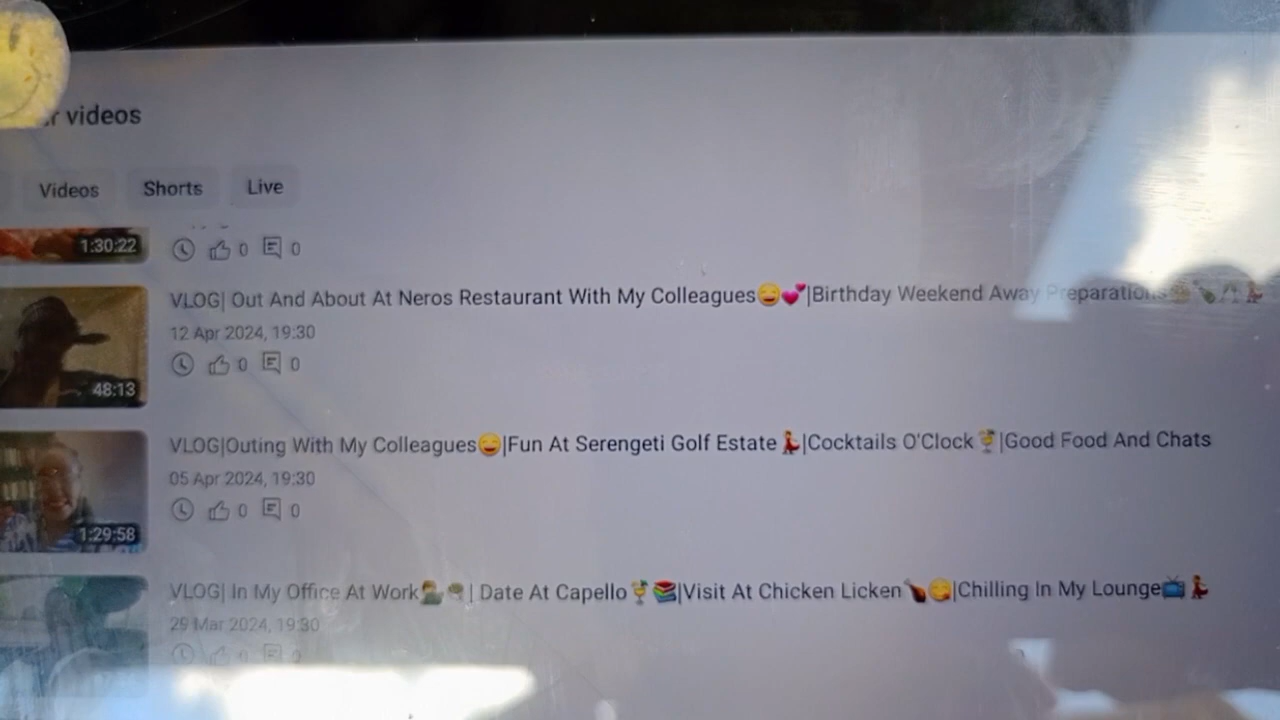 videos
Videos Shorts Live
1:30:22
0 0
VLOG| Out And About At Neros Restaurant With My Colleagues😄💕|Birthday Weekend Away Preparations
12 Apr 2024, 19:30
0 0
48:13
VLOG|Outing With My Colleagues😄|Fun At Serengeti Golf Estate💃|Cocktails O'Clock🍹|Good Food And Chats
05 Apr 2024, 19:30
0 0
1:29:58
VLOG| In My Office At Work | Date At Capello🍹📚|Visit At Chicken Licken🍗😋|Chilling In My Lounge📺💃
29 Mar 2024, 19:30
0 0